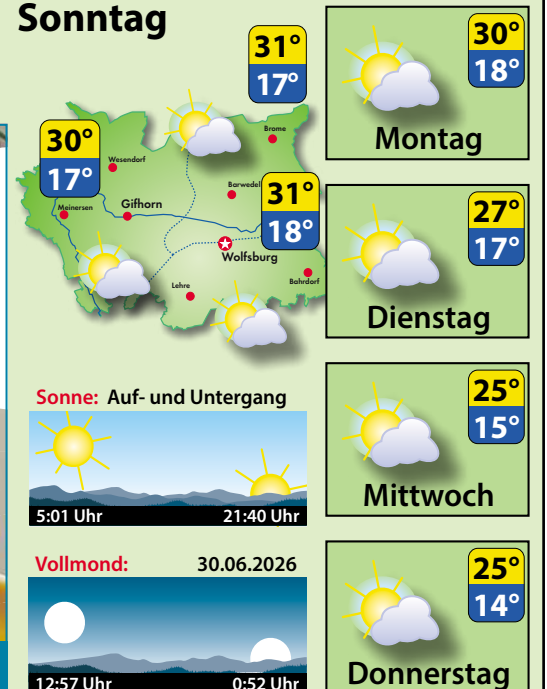 Sonntag
31°
17°
30°
17°
31°
18°
Brome
Wesendorf
Barwedel
Meinersen
Gifhorn
Wolfsburg
Lehre
Bahrdorf
Sonne: Auf- und Untergang
5:01 Uhr 21:40 Uhr
Vollmond: 30.06.2026
12:57 Uhr 0:52 Uhr
30°
18°
Montag
27°
17°
Dienstag
25°
15°
Mittwoch
25°
14°
Donnerstag